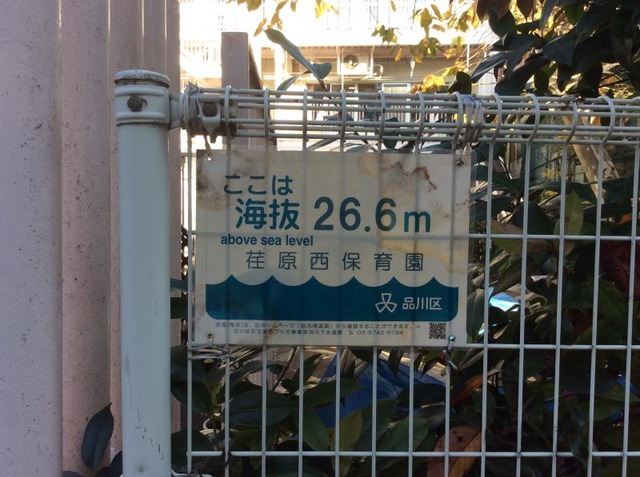 ここは
海抜 26.6m
above sea level
荏原西保育園
品川区